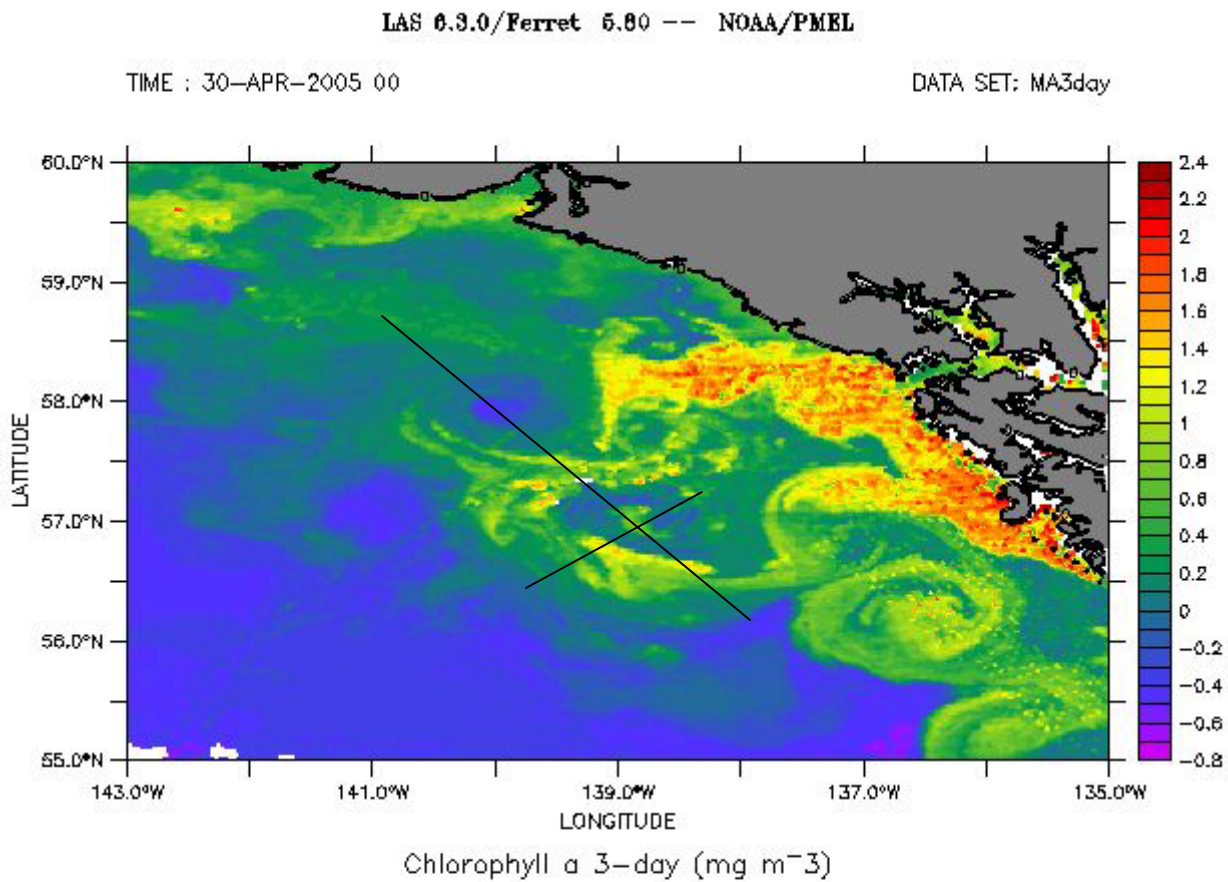 LAS 6.3.0/Ferret 5.80 -- NOAA/PMEL
TIME : 30-APR-2005 00 DATA SET: MA3day
60.0°N
59.0°N
58.0°N
57.0°N
56.0°N
55.0°N
LATITUDE
143.0°W 141.0°W 139.0°W 137.0°W 135.0°W
LONGITUDE
2.4
2.2
2
1.8
1.6
1.4
1.2
1
0.8
0.6
0.4
0.2
0
-0.2
-0.4
-0.6
-0.8
Chlorophyll a 3-day (mg m-3)